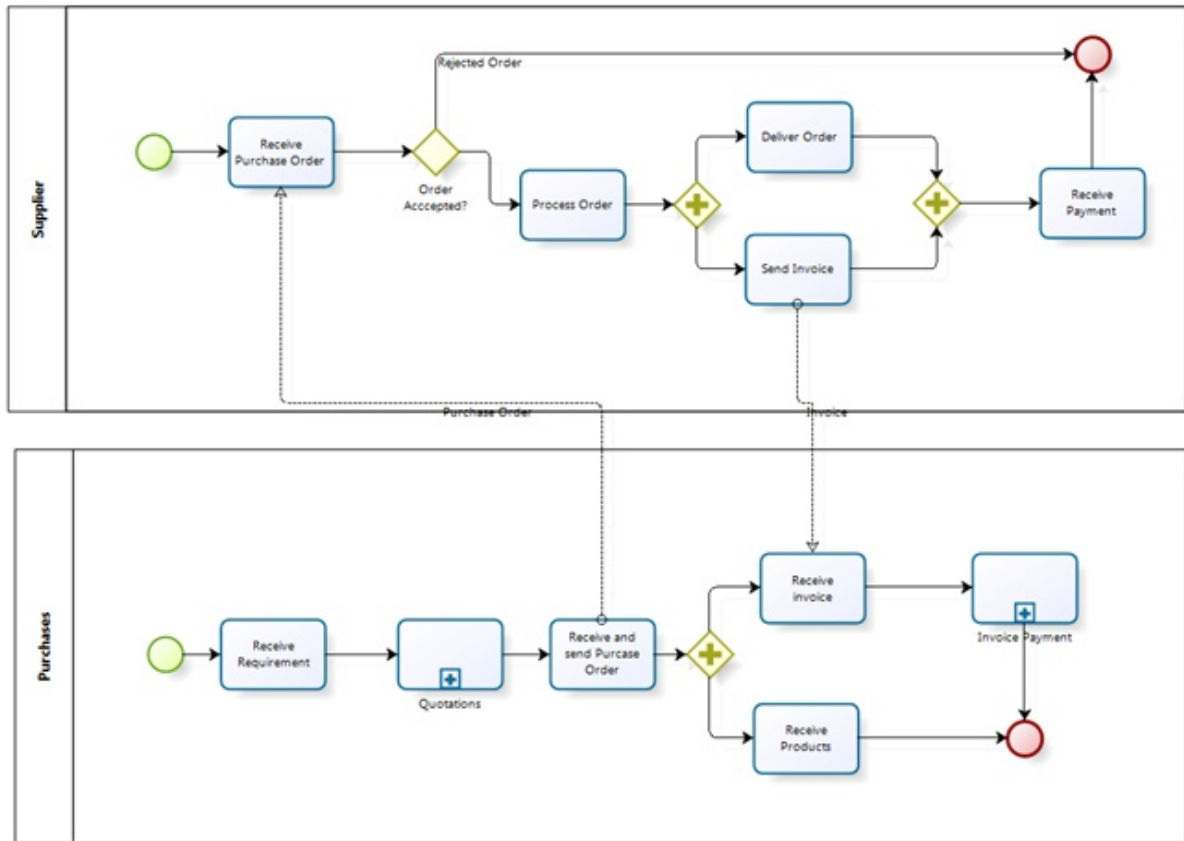 Supplier
Rejected Order
Receive
Purchase Order
Order
Acccepted?
Process Order
Deliver Order
Send Invoice
Receive
Payment
Purchase Order
Invoice
Purchases
Receive
Requirement
Quotations
Receive and
send Purcase
Order
Receive
invoice
Invoice Payment
Receive
Products